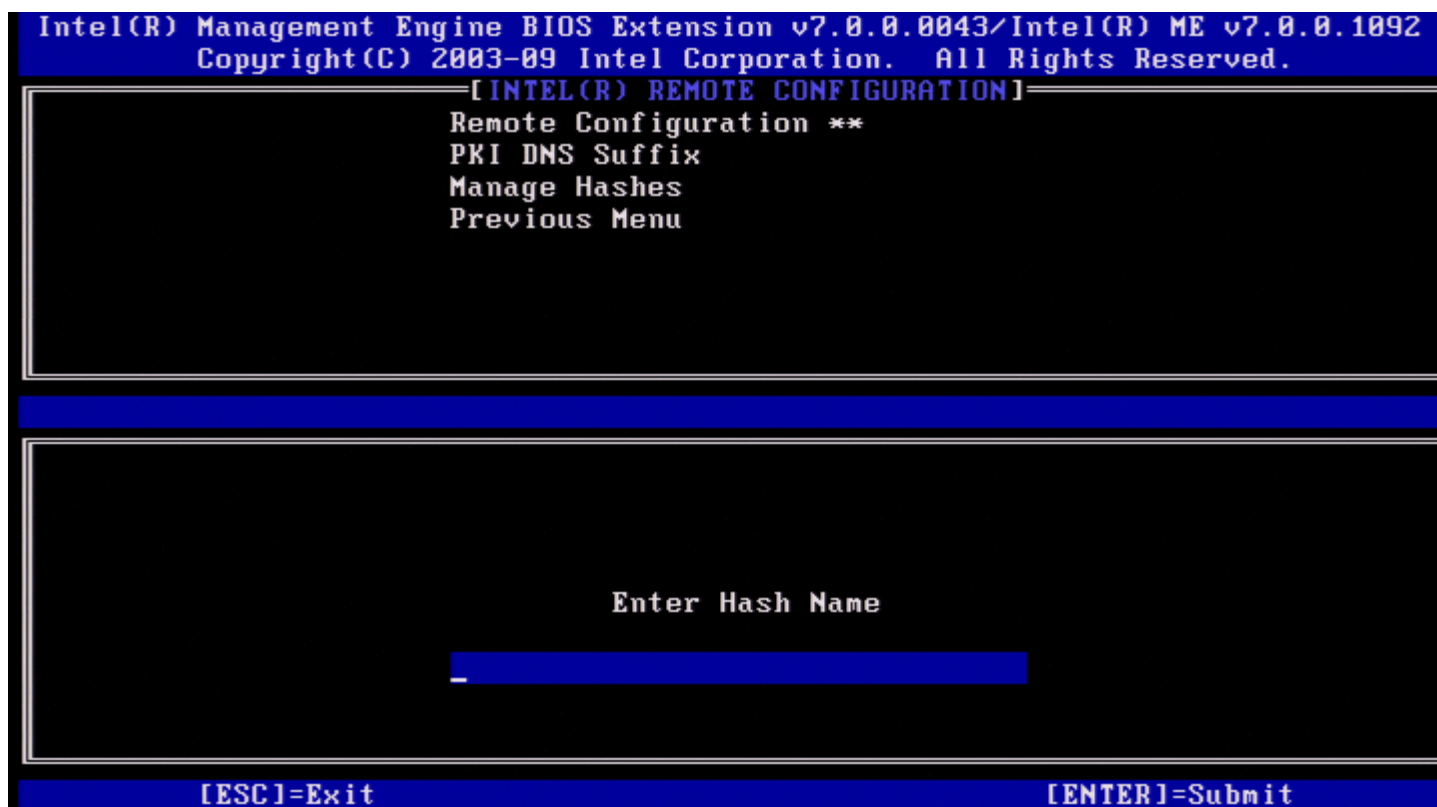 Intel(R) Management Engine BIOS Extension v7.0.0.0043/Intel(R) ME v7.0.0.1092
Copyright(C) 2003-09 Intel Corporation. All Rights Reserved.
[INTEL(R) REMOTE CONFIGURATION]
Remote Configuration **
PKI DNS Suffix
Manage Hashes
Previous Menu
Enter Hash Name
[ESC]=Exit [ENTER]=Submit